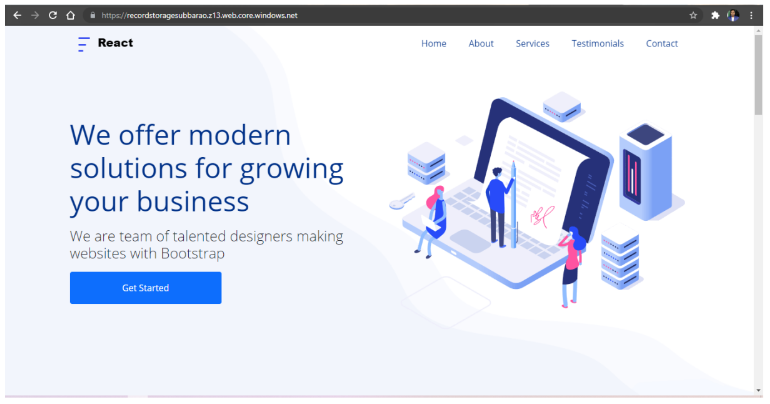 https://recordstoragesubbarao.z13.web.core.windows.net
React
Home About Services Testimonials Contact
We offer modern
solutions for growing
your business
We are team of talented designers making
websites with Bootstrap
Get Started